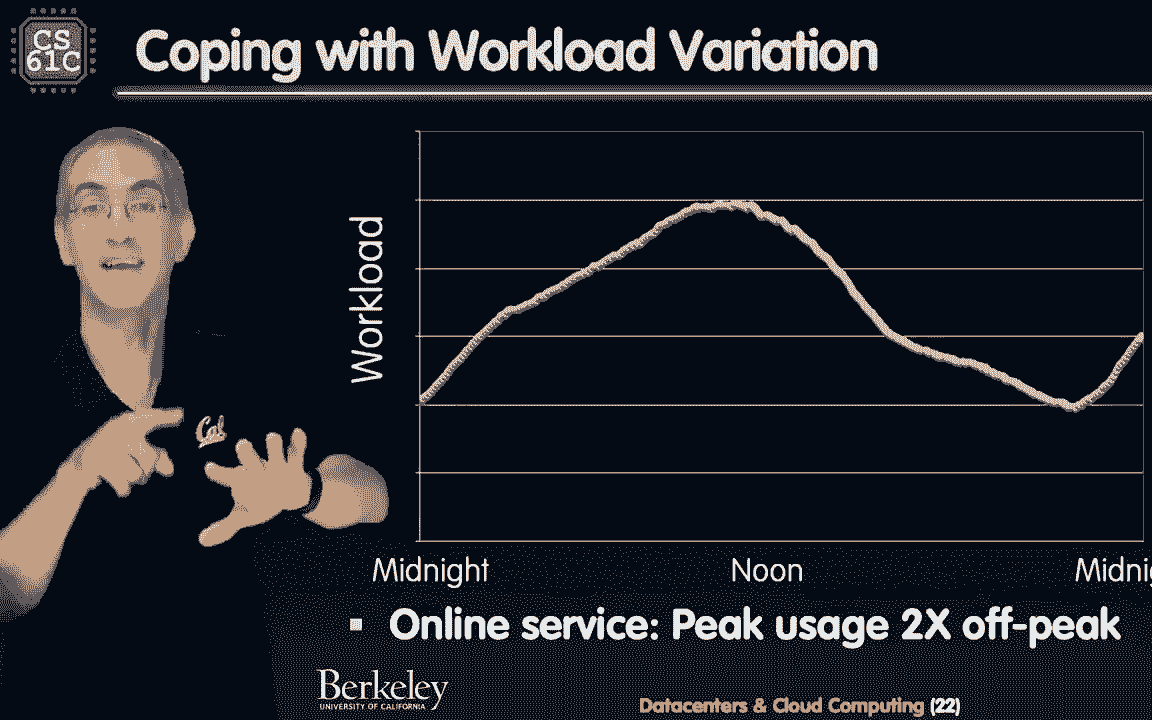 CS
61C
Coping with Workload Variation
Workload
Cal
Midnight
Noon
▪ Online service: Peak usage 2X off-peak
Berkeley
UNIVERSITY OF CALIFORNIA
Datacenters & Cloud Computing (22)